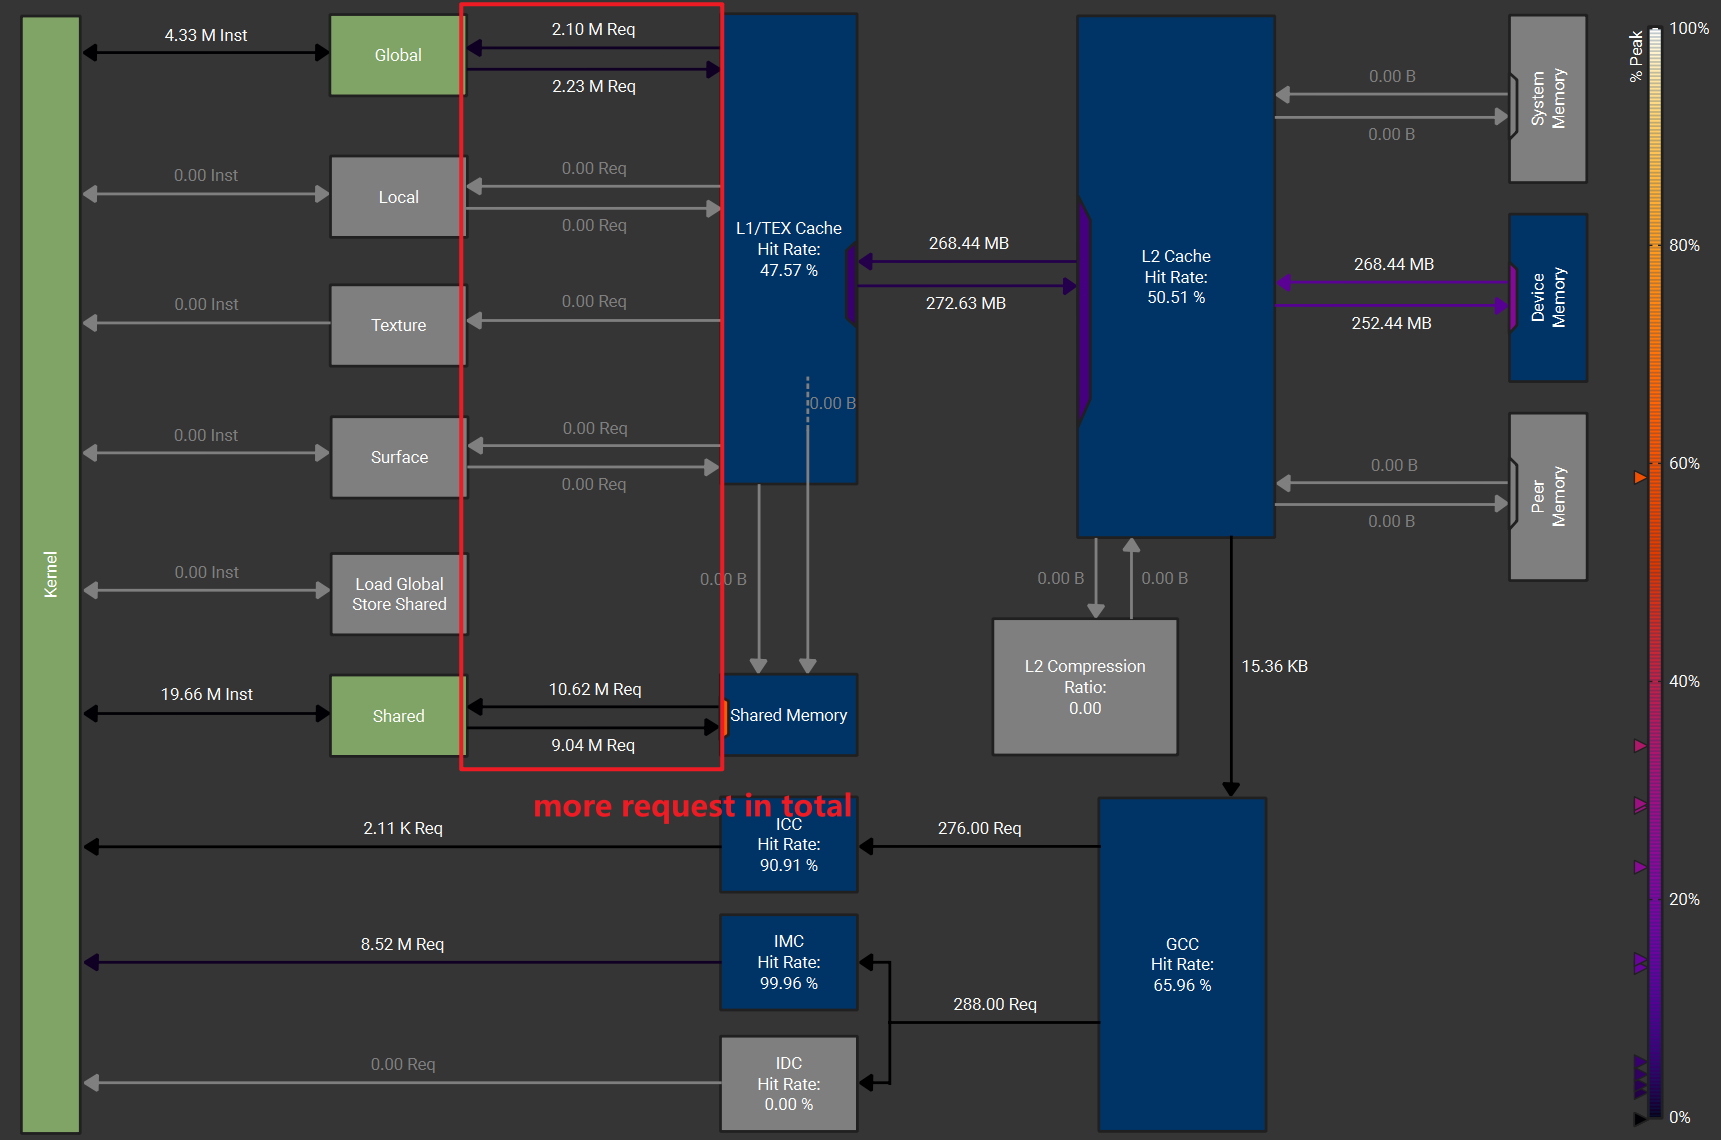 Kernel
4.33 M Inst
Global
2.10 M Req
2.23 M Req
0.00 Inst
Local
0.00 Req
0.00 Req
0.00 Inst
Texture
0.00 Req
0.00 Inst
Surface
0.00 Req
0.00 Req
0.00 Inst
Load Global
Store Shared
19.66 M Inst
Shared
10.62 M Req
9.04 M Req
L1/TEX Cache
Hit Rate:
47.57 %
0.00 B
0.00 B
Shared Memory
more request in total
268.44 MB
272.63 MB
L2 Cache
Hit Rate:
50.51 %
0.00 B
0.00 B
System
Memory
268.44 MB
252.44 MB
Device
Memory
0.00 B
0.00 B
Peer
Memory
0.00 B
0.00 B
L2 Compression
Ratio:
0.00
15.36 KB
2.11 K Req
ICC
Hit Rate:
90.91 %
276.00 Req
8.52 M Req
IMC
Hit Rate:
99.96 %
288.00 Req
0.00 Req
IDC
Hit Rate:
0.00 %
GCC
Hit Rate:
65.96 %
% Peak
100%
80%
60%
40%
20%
0%